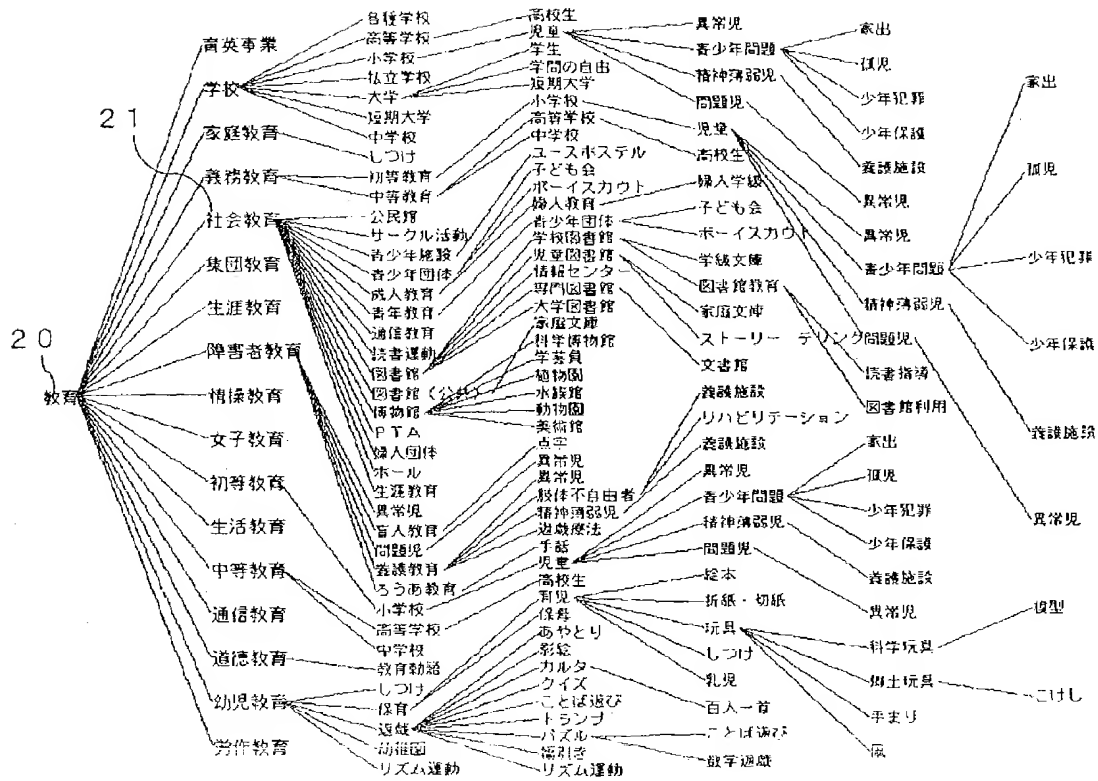 20
教育
21
育英事業
学校
家庭教育
義務教育
社会教育
集団教育
生涯教育
障害者教育
情操教育
女子教育
初等教育
生活教育
中等教育
通信教育
道徳教育
幼児教育
労作教育
各種学校
高等学校
小学校
私立学校
大学
短期大学
中学校
しつけ
初等教育
中等教育
公民館
サークル活動
青少年施設
青少年団体
成人教育
青年教育
通信教育
読書運動
図書館
図書館(公共)
博物館
PTA
婦人団体
ホール
生涯教育
異常児
盲人教育
問題児
養護教育
ろうあ教育
小学校
高等学校
中学校
教育勅語
しつけ
保育
遊戯
幼稚園
リズム運動
高校生
児童
学生
学問の自由
短期大学
小学校
高等学校
中学校
ユースホステル
子ども会
ボーイスカウト
婦人教育
青少年団体
学校図書館
児童図書館
情報センター
専門図書館
大学図書館
家庭文庫
科学博物館
学芸員
植物園
水族館
動物園
美術館
点字
異常児
異常児
肢体不自由者
精神薄弱児
遊戯療法
手話
児童
高校生
育児
保母
あやとり
影絵
カルタ
クイズ
ことば遊び
トランプ
パズル
福引き
リズム運動
異常児
青少年問題
精神薄弱児
問題児
児童
高校生
婦人学級
子ども会
ボーイスカウト
学級文庫
図書館教育
家庭文庫
ストーリーテリング
文書館
養護施設
リハビリテーション
養護施設
異常児
青少年問題
精神薄弱児
問題児
絵本
折紙・切紙
玩具
しつけ
乳児
百人一首
ことば遊び
数学遊戯
家出
孤児
少年犯罪
少年保護
養護施設
異常児
異常児
青少年問題
精神薄弱児
問題児
読書指導
図書館利用
家出
孤児
少年犯罪
少年保護
養護施設
異常児
科学玩具
郷土玩具
手まり
凧
家出
孤児
少年犯罪
少年保護
養護施設
異常児
模型
こけし